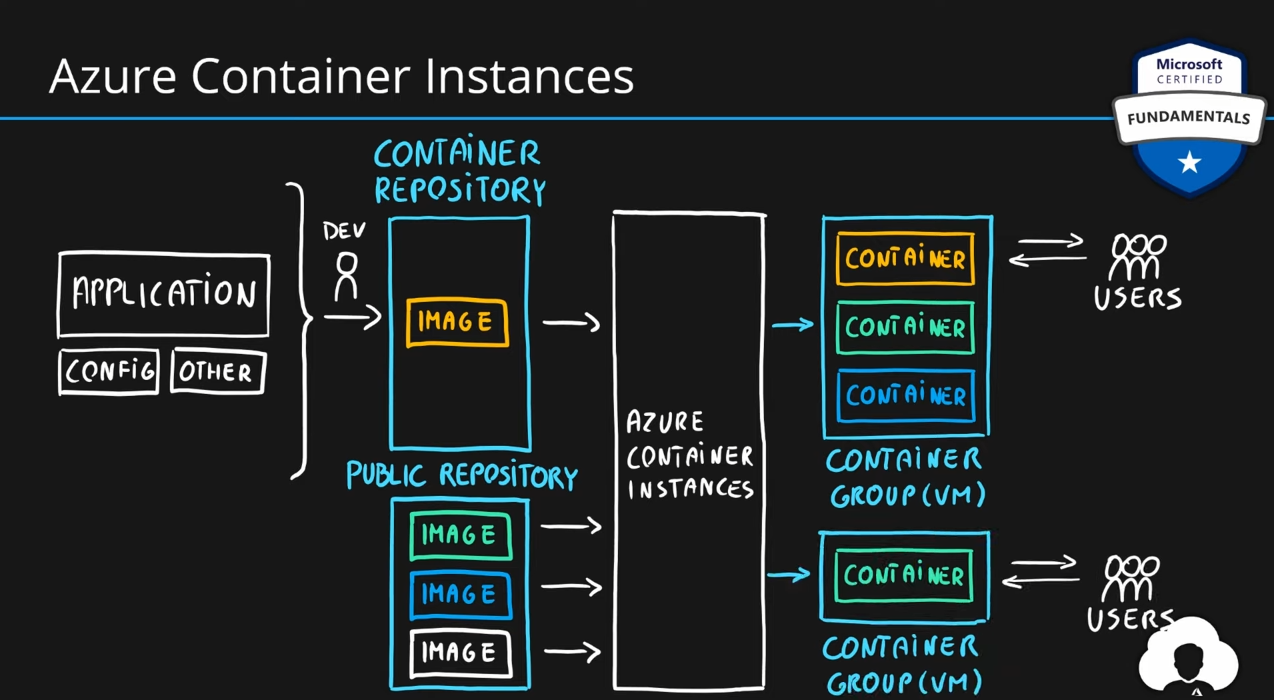 Azure Container Instances
Microsoft
CERTIFIED
FUNDAMENTALS
APPLICATION
CONFIG
OTHER
DEV
CONTAINER
REPOSITORY
IMAGE
PUBLIC REPOSITORY
IMAGE
IMAGE
IMAGE
AZURE
CONTAINER
INSTANCES
CONTAINER
CONTAINER
CONTAINER
CONTAINER
GROUP(VM)
USERS
CONTAINER
CONTAINER
GROUP(VM)
USERS